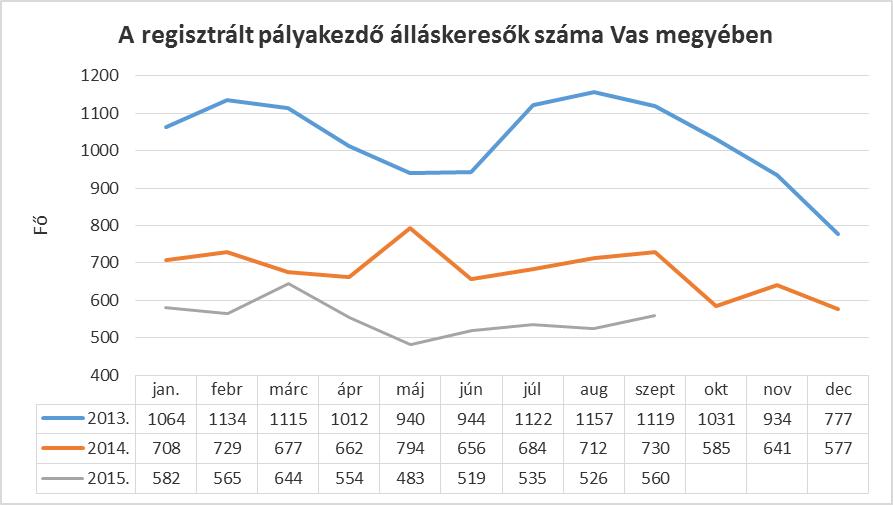 A regisztrált pályakezdő álláskeresők száma Vas megyében
1200
1100
1000
900
800
700
600
500
400
Fő
jan. febr márc ápr máj jún júl aug szept okt nov dec
2013. 1064 1134 1115 1012 940 944 1122 1157 1119 1031 934 777
2014. 708 729 677 662 794 656 684 712 730 585 641 577
2015. 582 565 644 554 483 519 535 526 560